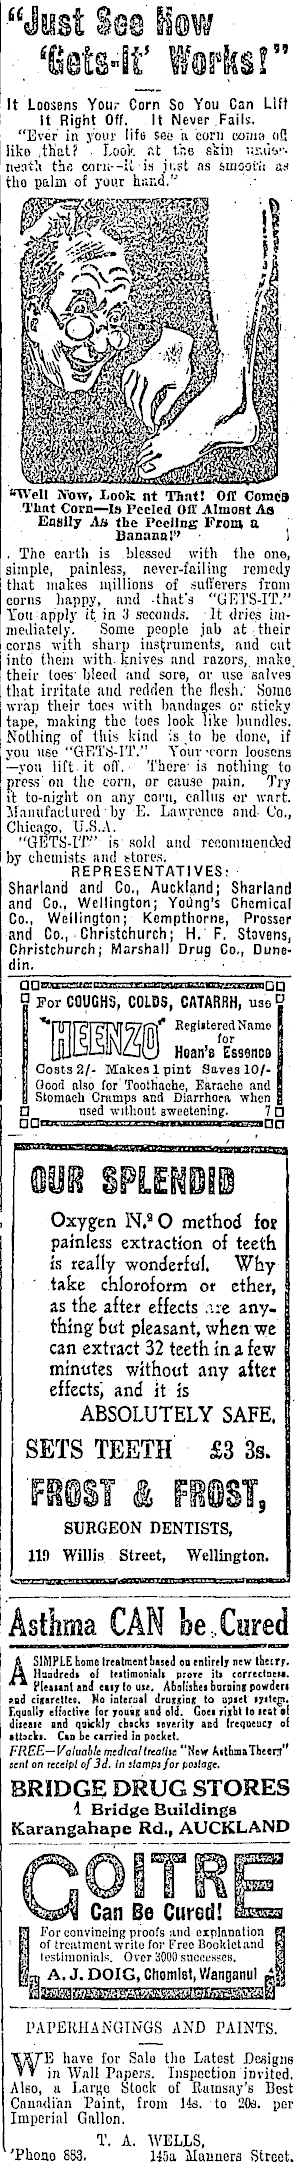 "Just See How
'Gets-It' Works!"
It Loosens Your Corn So You Can Lift
It Right Off. It Never Fails.
"Ever in your life see a corn come off
like that? Look at the skin under-
neath the corn—it is just as smooth as
the palm of your hand."
"Well Now, Look at That! Off Comes
That Corn—Is Peeled Off Almost As
Easily As the Peeling From a
Banana!"
The earth is blessed with the one,
simple, painless, never-failing remedy
that makes millions of sufferers from
corns happy, and that's "GETS-IT."
You apply it in 3 seconds. It dries im-
mediately. Some people jab at their
corns with sharp instruments, and cut
into them with knives and razors, make
their toes bleed and sore, or use salves
that irritate and redden the flesh. Some
wrap their toes with bandages or sticky
tape, making the toes look like bundles.
Nothing of this kind is to be done, if
you use "GETS-IT." Your corn loosens
—you lift it off. There is nothing to
press on the corn, or cause pain. Try
it to-night on any corn, callus or wart.
Manufactured by E. Lawrence and Co.,
Chicago, U.S.A.
"GETS-IT" is sold and recommended
by chemists and stores.
REPRESENTATIVES:
Sharland and Co., Auckland; Sharland
and Co., Wellington; Young's Chemical
Co., Wellington; Kempthorne, Prosser
and Co., Christchurch; H. F. Stevens,
Christchurch; Marshall Drug Co., Dune-
din.
For COUGHS, COLDS, CATARRH, use
"HEENZO" Registered Name
for
Hean's Essence
Costs 2/- Makes 1 pint Saves 10/-
Good also for Toothache, Earache and
Stomach Cramps and Diarrhoea when
used without sweetening. 7
OUR SPLENDID
Oxygen N.2 O method for
painless extraction of teeth
is really wonderful. Why
take chloroform or ether,
as the after effects are any-
thing but pleasant, when we
can extract 32 teeth in a few
minutes without any after
effects, and it is
ABSOLUTELY SAFE.
SETS TEETH £3 3s.
FROST & FROST,
SURGEON DENTISTS,
119 Willis Street, Wellington.
Asthma CAN be Cured
A SIMPLE home treatment based on entirely new theory.
Hundreds of testimonials prove its correctness.
Pleasant and easy to use. Abolishes burning powders
and cigarettes. No internal drugging to upset system.
Equally effective for young and old. Goes right to seat of
disease and quickly checks severity and frequency of
attacks. Can be carried in pocket.
FREE—Valuable medical treatise "New Asthma Theory"
sent on receipt of 3d. in stamps for postage.
BRIDGE DRUG STORES
1 Bridge Buildings
Karangahape Rd., AUCKLAND
GOITRE
Can Be Cured!
For convincing proofs and explanation
of treatment write for Free Booklet and
testimonials. Over 3000 successes.
A. J. DOIG, Chemist, Wanganui
PAPERHANGINGS AND PAINTS.
WE have for Sale the Latest Designs
in Wall Papers. Inspection invited.
Also, a Large Stock of Ramsay's Best
Canadian Paint, from 14s. to 20s. per
Imperial Gallon.
T. A. WELLS,
'Phone 883. 145a Manners Street.